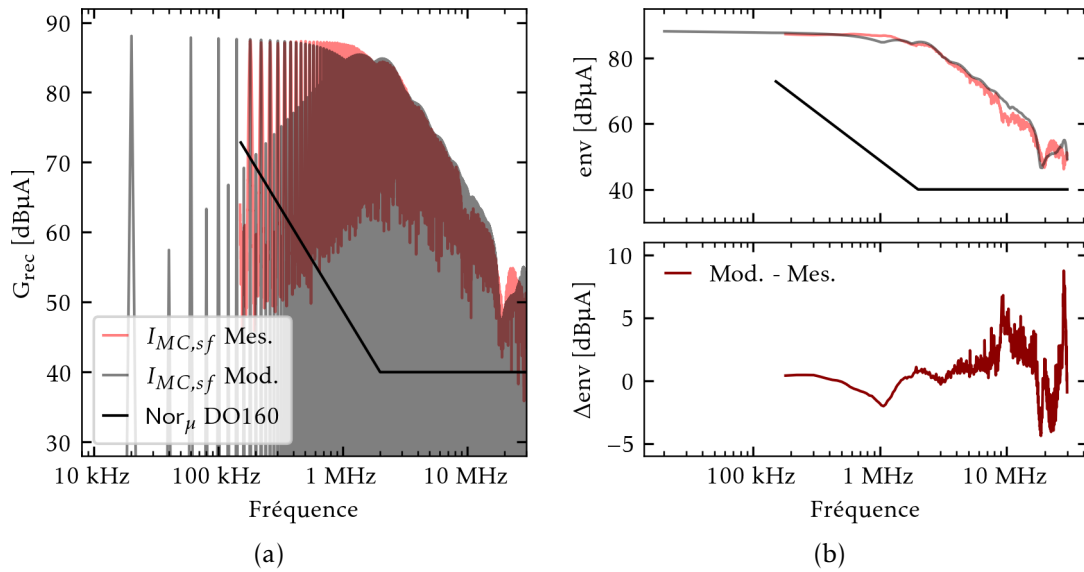 90
80
70
60
50
40
30
G_rec [dBµA]
I_MC,sf Mes.
I_MC,sf Mod.
Nor_μ DO160
10 kHz 100 kHz 1 MHz 10 MHz
Fréquence
(a)
80
60
40
env [dBµA]
10
5
0
−5
Δenv [dBµA]
Mod. - Mes.
100 kHz 1 MHz 10 MHz
Fréquence
(b)